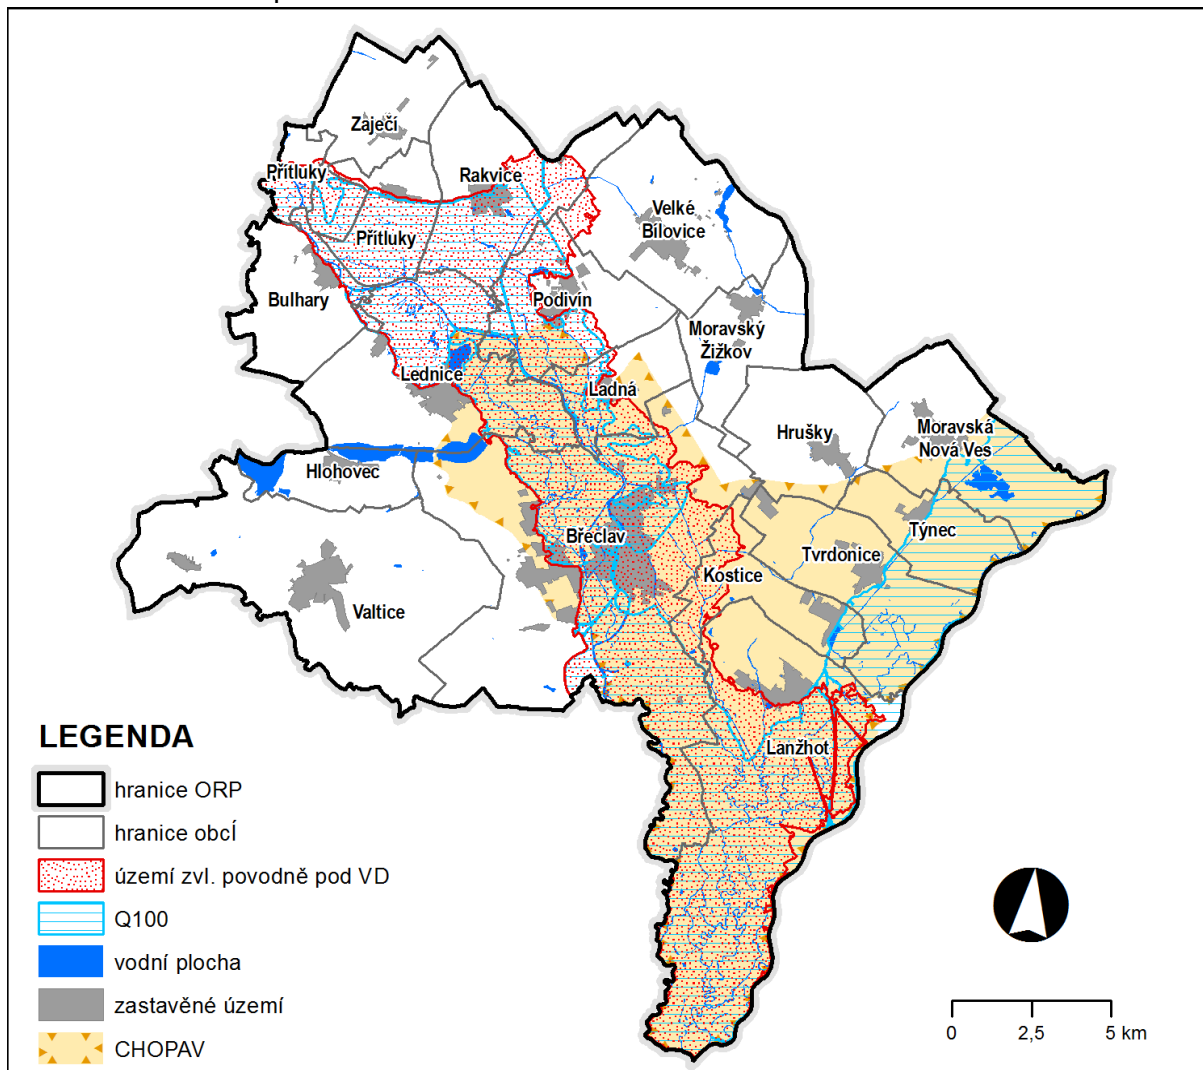 Zaječí
Přítluky
Rakvice
Velké
Bílovice
Přítluky
Bulhary
Podivín
Moravský
Žižkov
Lednice
Ladná
Hrušky
Moravská
Nová Ves
Hlohovec
Břeclav
Týnec
Tvrdonice
Kostice
Valtice
Lanžhot
LEGENDA
hranice ORP
hranice obcí
území zvl. povodně pod VD
Q100
vodní plocha
zastavěné území
CHOPAV
0 2,5 5 km